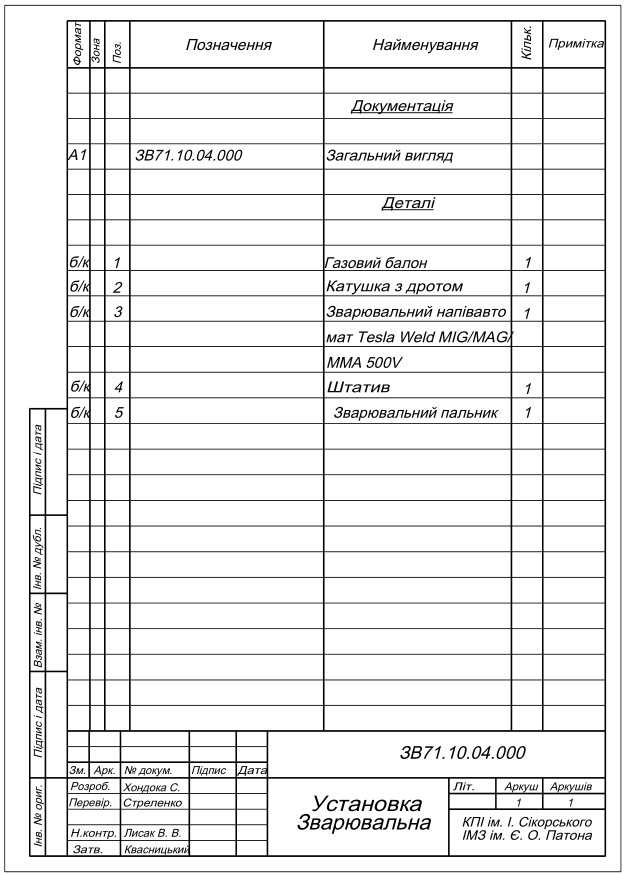 Формат Зона Поз. Позначення Найменування Кільк. Примітка
Документація
А1 ЗВ71.10.04.000 Загальний вигляд
Деталі
б/к 1 Газовий балон 1
б/к 2 Катушка з дротом 1
б/к 3 Зварювальний напівавто 1
мат Tesla Weld MIG/MAG/
MMA 500V
б/к 4 Штатив 1
б/к 5 Зварювальний пальник 1
Підпис і дата
Інв. № дубл.
Взам. інв. №
Підпис і дата
Інв. № ориг.
ЗВ71.10.04.000
Зм. Арк. № докум. Підпис Дата
Розроб. Хондока С.
Перевір. Стреленко
Н.контр. Лисак В. В.
Затв. Квасницький
Установка
Зварювальна
Літ. Аркуш Аркушів
1 1
КПІ ім. І. Сікорського
ІМЗ ім. Є. О. Патона